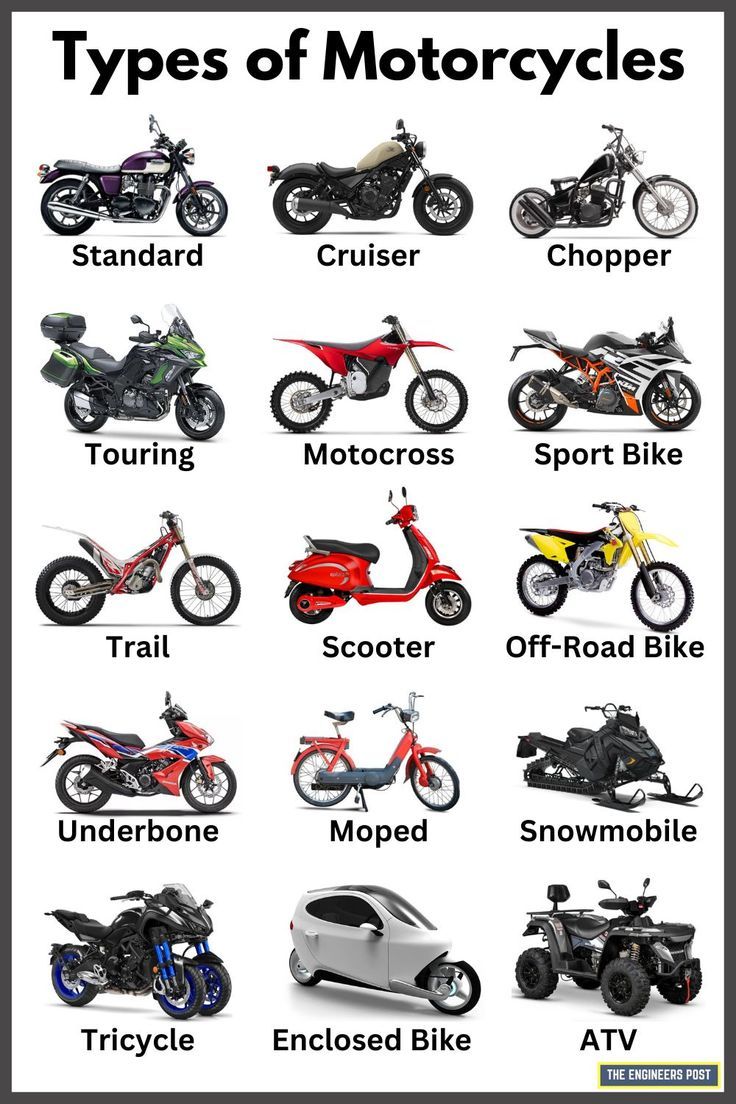 Types of Motorcycles
Standard
Cruiser
Chopper
Touring
Motocross
Sport Bike
Trail
Scooter
Off-Road Bike
Underbone
Moped
Snowmobile
Tricycle
Enclosed Bike
ATV
THE ENGINEERS POST